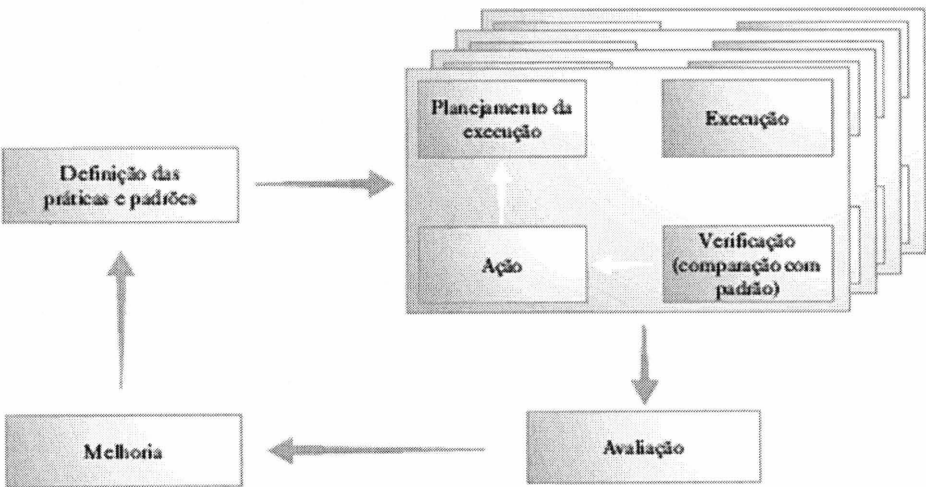 Planejamento da
execução
Execução
Definição das
práticas e padrões
Ação
Verificação
(comparação com
padrão)
Melhoria
Avaliação